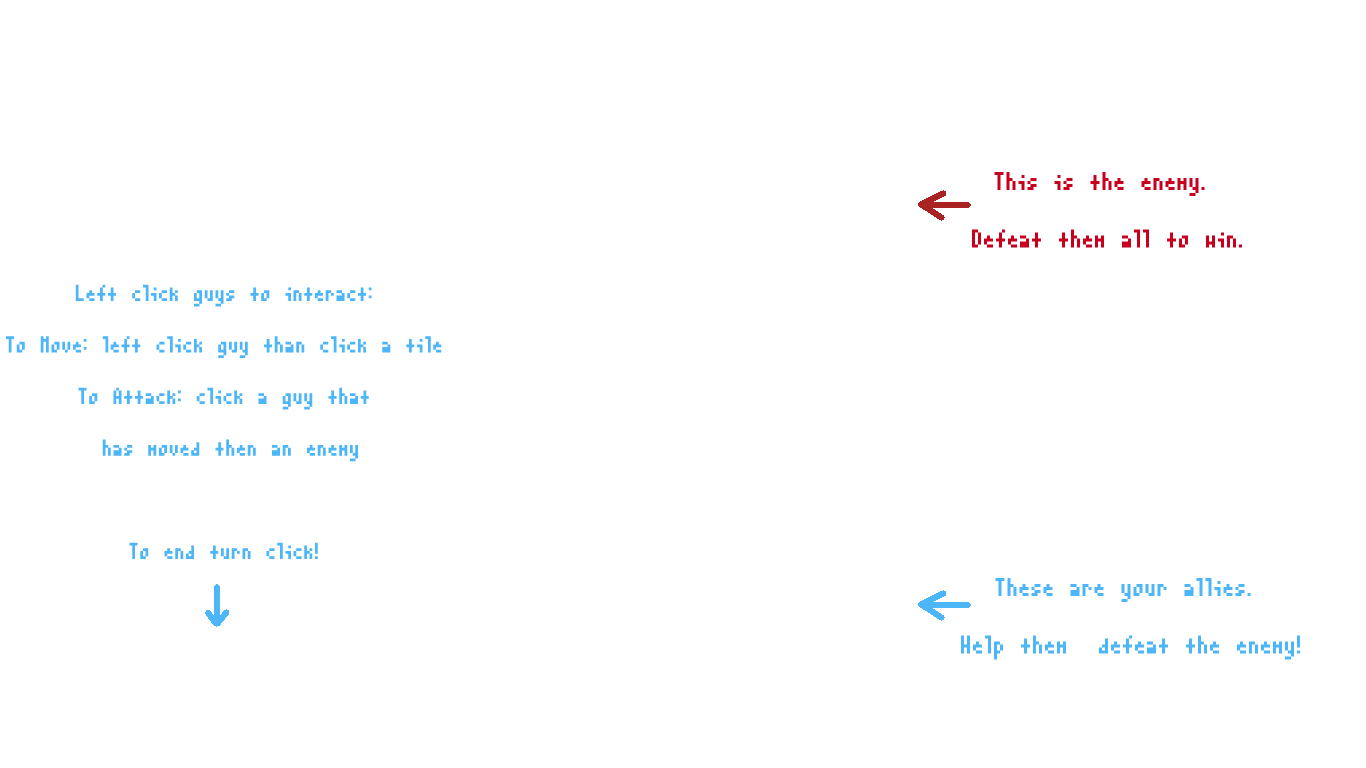 This is the enemy.
Defeat them all to win.
Left click guys to interact:
To Move: left click guy than click a tile
To Attack: click a guy that
has moved then an enemy
To end turn click!
These are your allies.
Help them defeat the enemy!